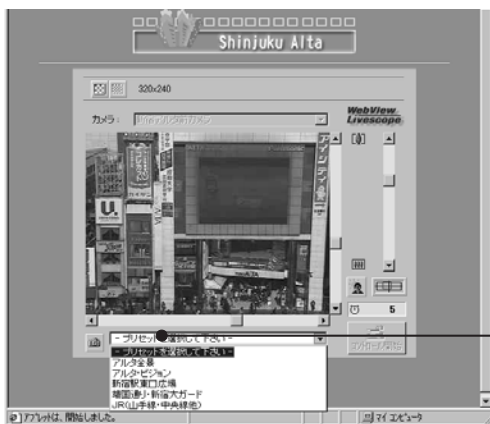 Shinjuku Alta
320x240
カメラ:
WebView
Livescope
U.
ALTA
5
- プリセットを選択して下さい -
- プリセットを選択して下さい -
アルタ全景
アルタ・ビジョン
新宿駅東口広場
靖国通り・新宿大ガード
JR(山手線・中央線他)
アプレットは、開始しました。
マイ コンピュータ